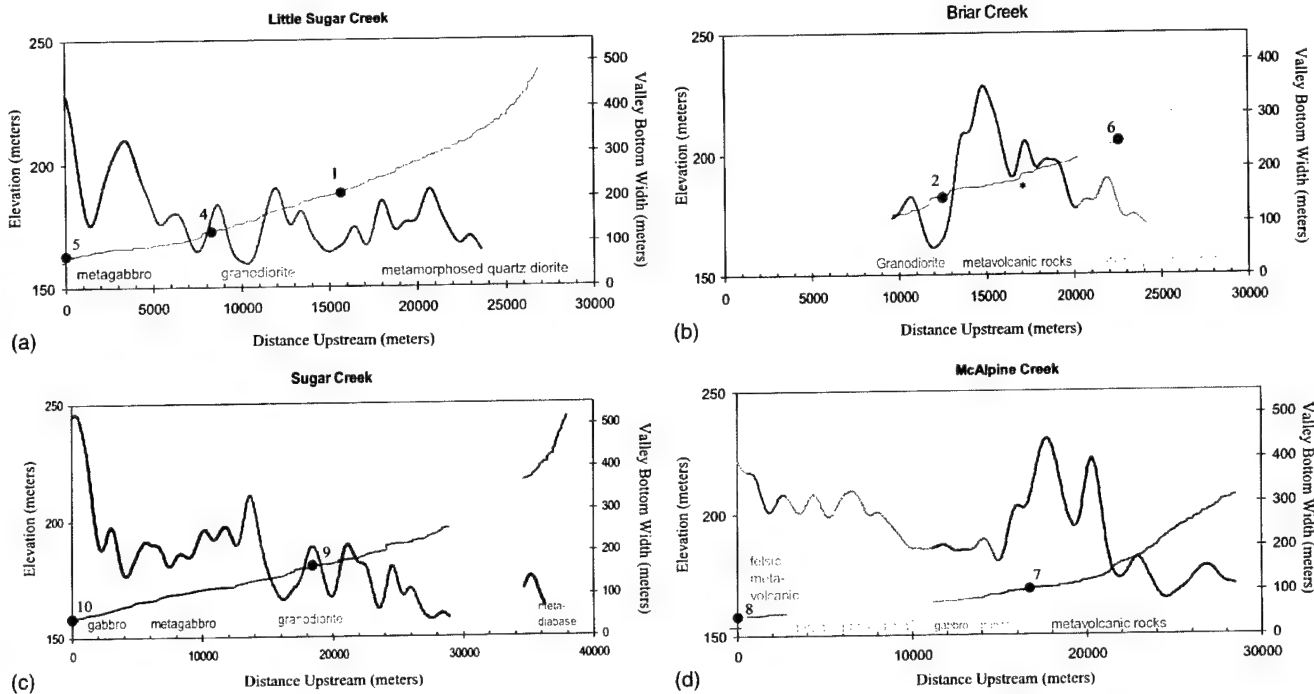 Little Sugar Creek
250
200
150
Elevation (meters)
500
400
300
200
100
0
Valley Bottom Width (meters)
5
4
1
metagabbro
granodiorite
metamorphosed quartz diorite
0
5000
10000
15000
20000
25000
30000
Distance Upstream (meters)
(a)
Briar Creek
250
200
150
Elevation (meters)
400
300
200
100
0
Valley Bottom Width (meters)
2
*
6
Granodiorite
metavolcanic rocks
0
5000
10000
15000
20000
25000
30000
Distance Upstream (meters)
(b)
Sugar Creek
250
200
150
Elevation (meters)
500
400
300
200
100
0
Valley Bottom Width (meters)
10
9
gabbro
metagabbro
granodiorite
meta-
diabase
0
10000
20000
30000
40000
Distance Upstream (meters)
(c)
McAlpine Creek
250
200
150
Elevation (meters)
500
400
300
200
100
0
Valley Bottom Width (meters)
felsic
meta-
volcanic
8
7
gabbro
metavolcanic rocks
0
10000
20000
30000
Distance Upstream (meters)
(d)